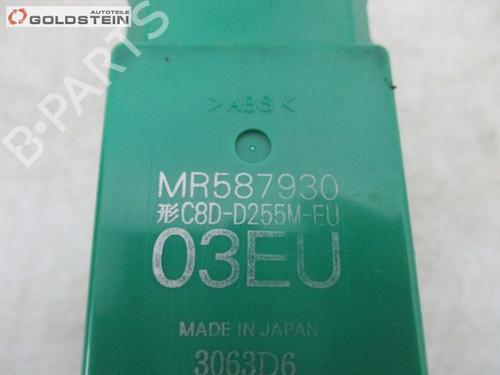 Autoteile
GOLDSTEIN
B-PARTS
>ABS<
MR587930
形C8D-D255M-EU
03EU
MADE IN JAPAN
3063D6